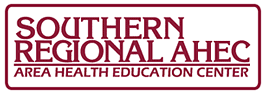 SOUTHERN
REGIONAL AHEC
AREA HEALTH EDUCATION CENTER